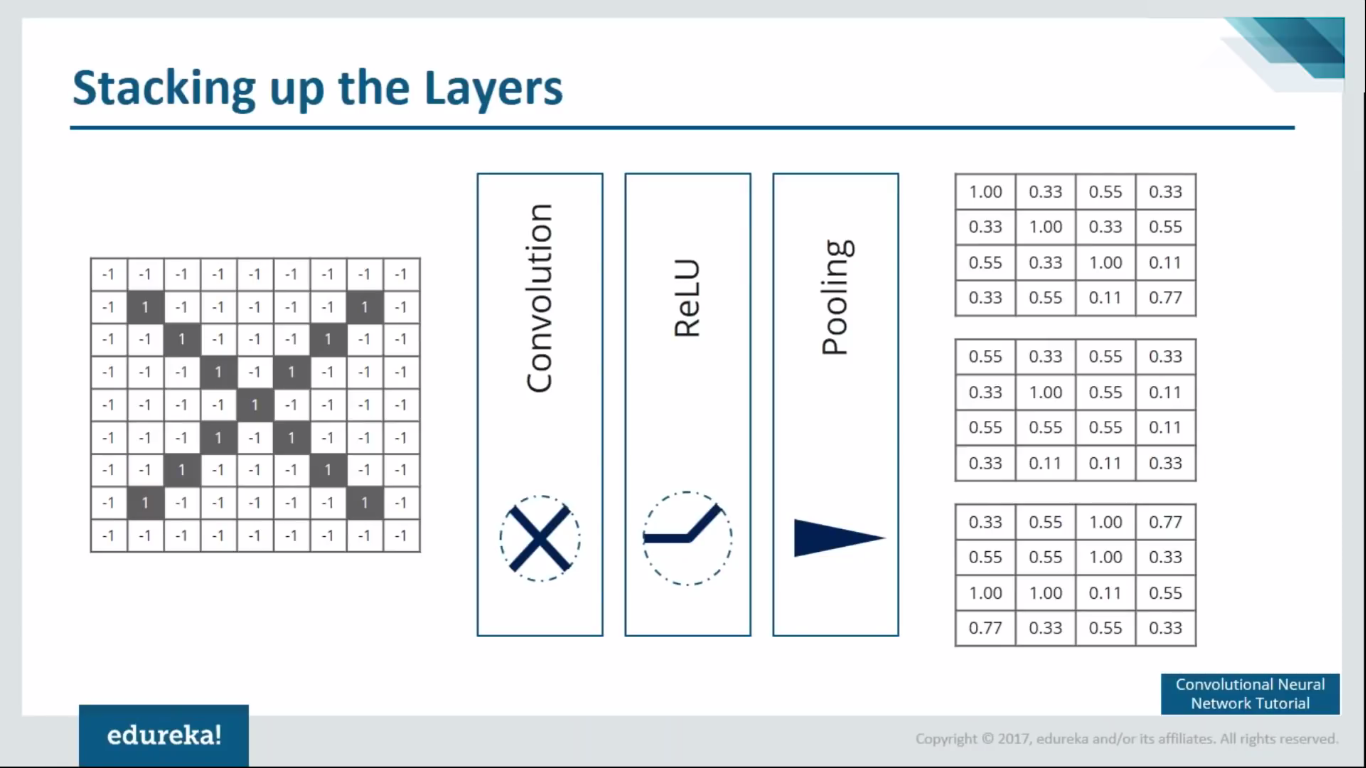 Stacking up the Layers
-1 -1 -1 -1 -1 -1 -1 -1 -1
-1 1 -1 -1 -1 -1 -1 1 -1
-1 -1 1 -1 -1 -1 1 -1 -1
-1 -1 -1 1 -1 1 -1 -1 -1
-1 -1 -1 -1 1 -1 -1 -1 -1
-1 -1 -1 1 -1 1 -1 -1 -1
-1 -1 1 -1 -1 -1 1 -1 -1
-1 1 -1 -1 -1 -1 -1 1 -1
-1 -1 -1 -1 -1 -1 -1 -1 -1
Convolution
ReLU
Pooling
1.00 0.33 0.55 0.33
0.33 1.00 0.33 0.55
0.55 0.33 1.00 0.11
0.33 0.55 0.11 0.77
0.55 0.33 0.55 0.33
0.33 1.00 0.55 0.11
0.55 0.55 0.55 0.11
0.33 0.11 0.11 0.33
0.33 0.55 1.00 0.77
0.55 0.55 1.00 0.33
1.00 1.00 0.11 0.55
0.77 0.33 0.55 0.33
Convolutional Neural
Network Tutorial
edureka!
Copyright © 2017, edureka and/or its affiliates. All rights reserved.